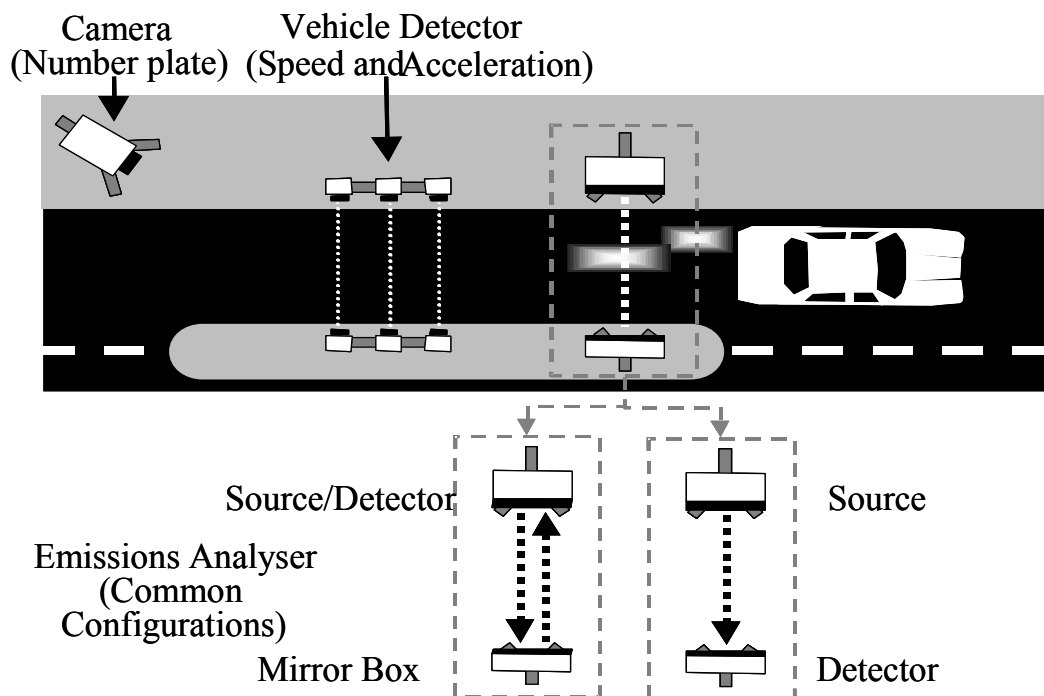 Camera
(Number plate)
Vehicle Detector
(Speed andAcceleration)
Source/Detector
Source
Emissions Analyser
(Common
Configurations)
Mirror Box
Detector